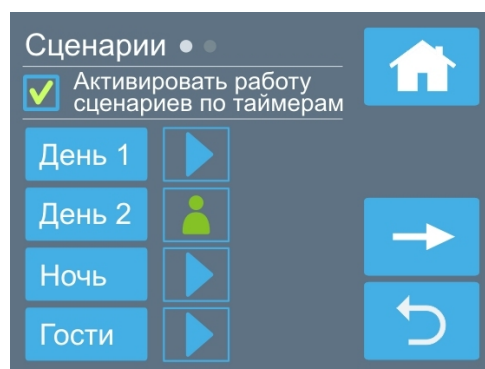 Сценарии
Активировать работу
сценариев по таймерам
День 1
День 2
Ночь
Гости